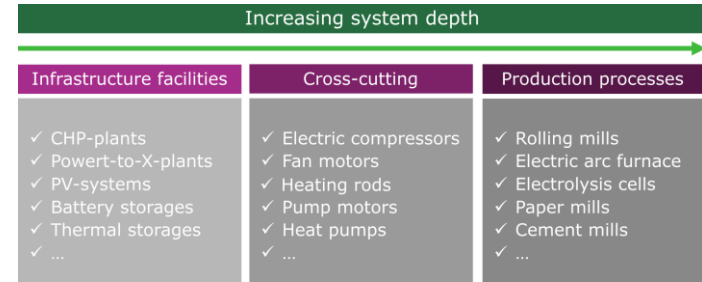 Increasing system depth
Infrastructure facilities
✓ CHP-plants
✓ Powert-to-X-plants
✓ PV-systems
✓ Battery storages
✓ Thermal storages
✓ ...
Cross-cutting
✓ Electric compressors
✓ Fan motors
✓ Heating rods
✓ Pump motors
✓ Heat pumps
✓ ...
Production processes
✓ Rolling mills
✓ Electric arc furnace
✓ Electrolysis cells
✓ Paper mills
✓ Cement mills
✓ ...